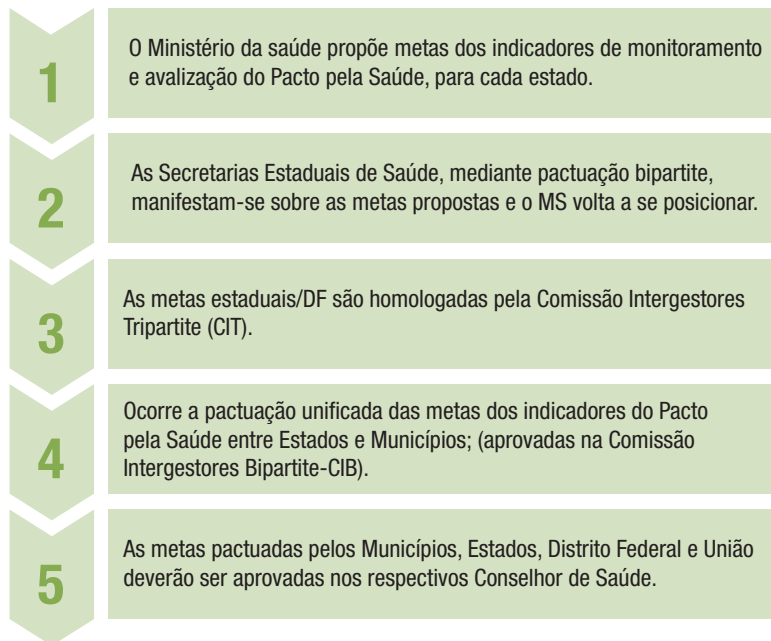 1
O Ministério da saúde propõe metas dos indicadores de monitoramento
e avalização do Pacto pela Saúde, para cada estado.
2
As Secretarias Estaduais de Saúde, mediante pactuação bipartite,
manifestam-se sobre as metas propostas e o MS volta a se posicionar.
3
As metas estaduais/DF são homologadas pela Comissão Intergestores
Tripartite (CIT).
4
Ocorre a pactuação unificada das metas dos indicadores do Pacto
pela Saúde entre Estados e Municípios; (aprovadas na Comissão
Intergestores Bipartite-CIB).
5
As metas pactuadas pelos Municípios, Estados, Distrito Federal e União
deverão ser aprovadas nos respectivos Conselhor de Saúde.